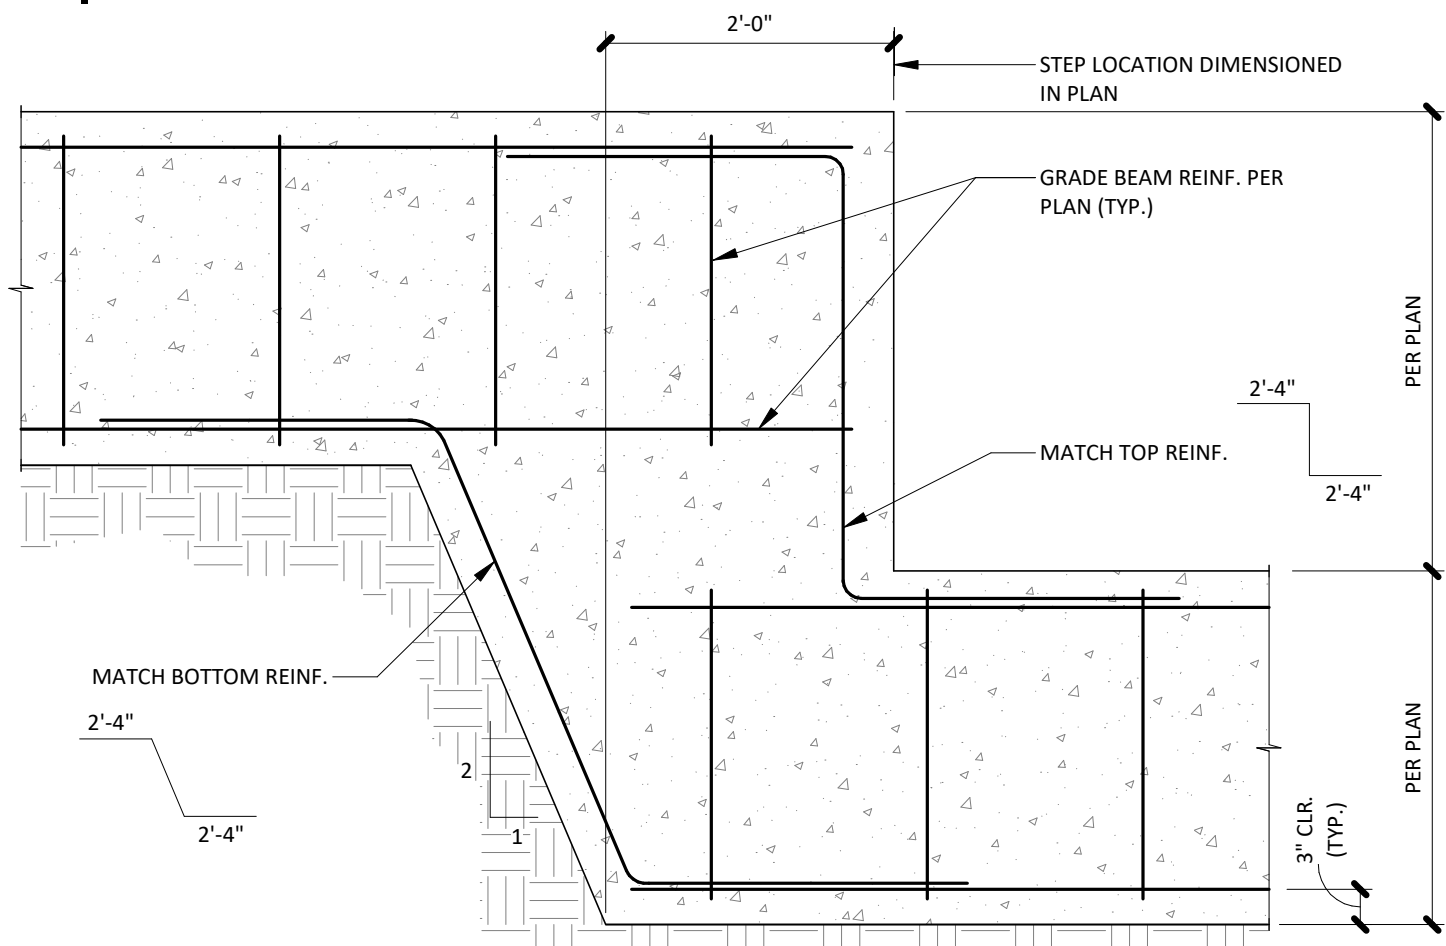 2'-0"
STEP LOCATION DIMENSIONED
IN PLAN
GRADE BEAM REINF. PER
PLAN (TYP.)
PER PLAN
2'-4"
MATCH TOP REINF.
2'-4"
MATCH BOTTOM REINF.
2'-4"
2
1
2'-4"
PER PLAN
3" CLR.
(TYP.)